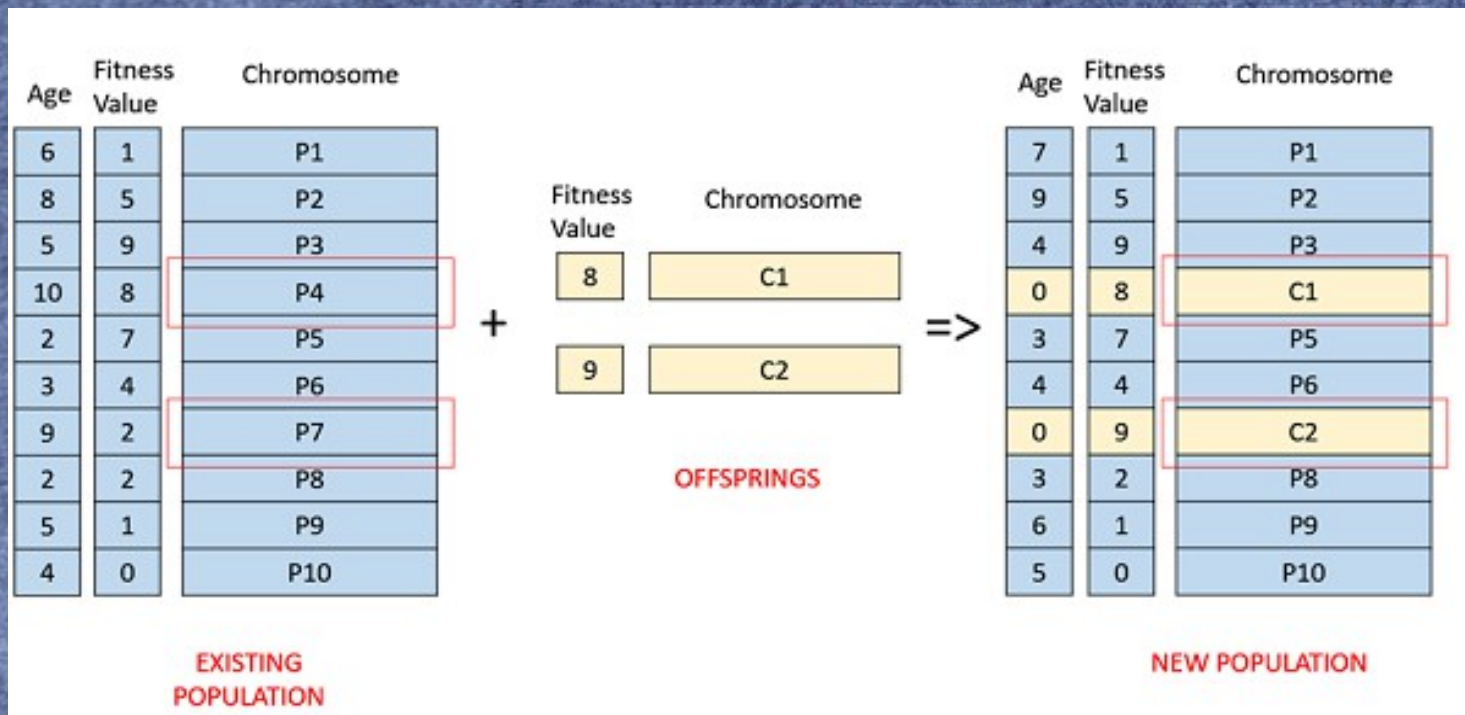 Age Fitness Value Chromosome
6 1 P1
8 5 P2
5 9 P3
10 8 P4
2 7 P5
3 4 P6
9 2 P7
2 2 P8
5 1 P9
4 0 P10
EXISTING
POPULATION
+
Fitness Value Chromosome
8 C1
9 C2
OFFSPRINGS
=>
Age Fitness Value Chromosome
7 1 P1
9 5 P2
4 9 P3
0 8 C1
3 7 P5
4 4 P6
0 9 C2
3 2 P8
6 1 P9
5 0 P10
NEW POPULATION